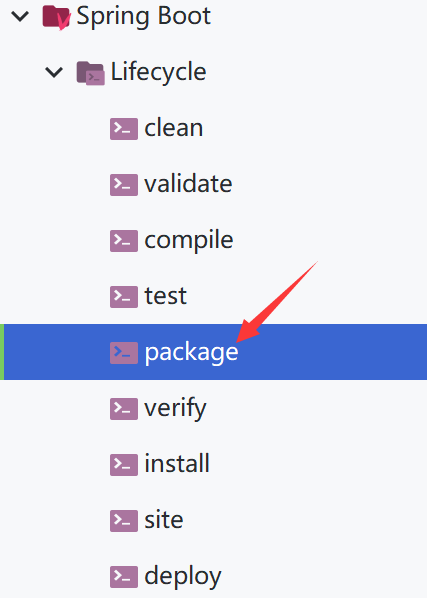 Spring Boot
Lifecycle
clean
validate
compile
test
package
verify
install
site
deploy